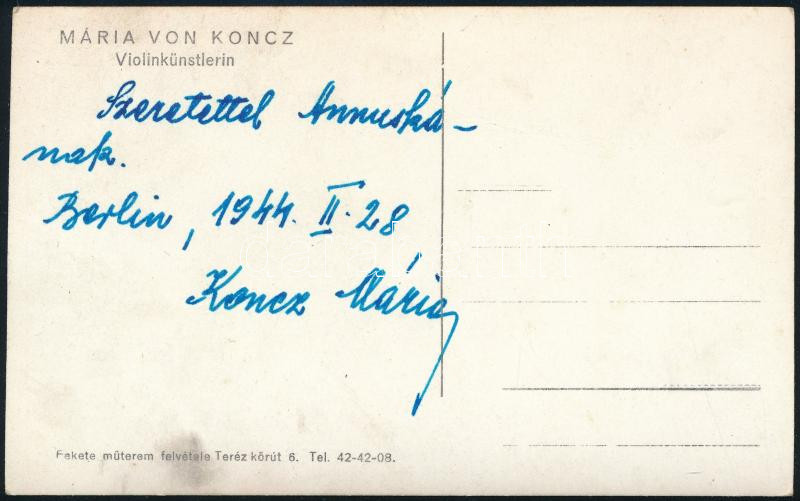 MÁRIA VON KONCZ
Violinkünstlerin
Szeretettel Annuská-
nak.
Berlin, 1944. II. 28
Koncz Mária
Fekete műterem felvétele Teréz körút 6. Tel. 42-42-08.